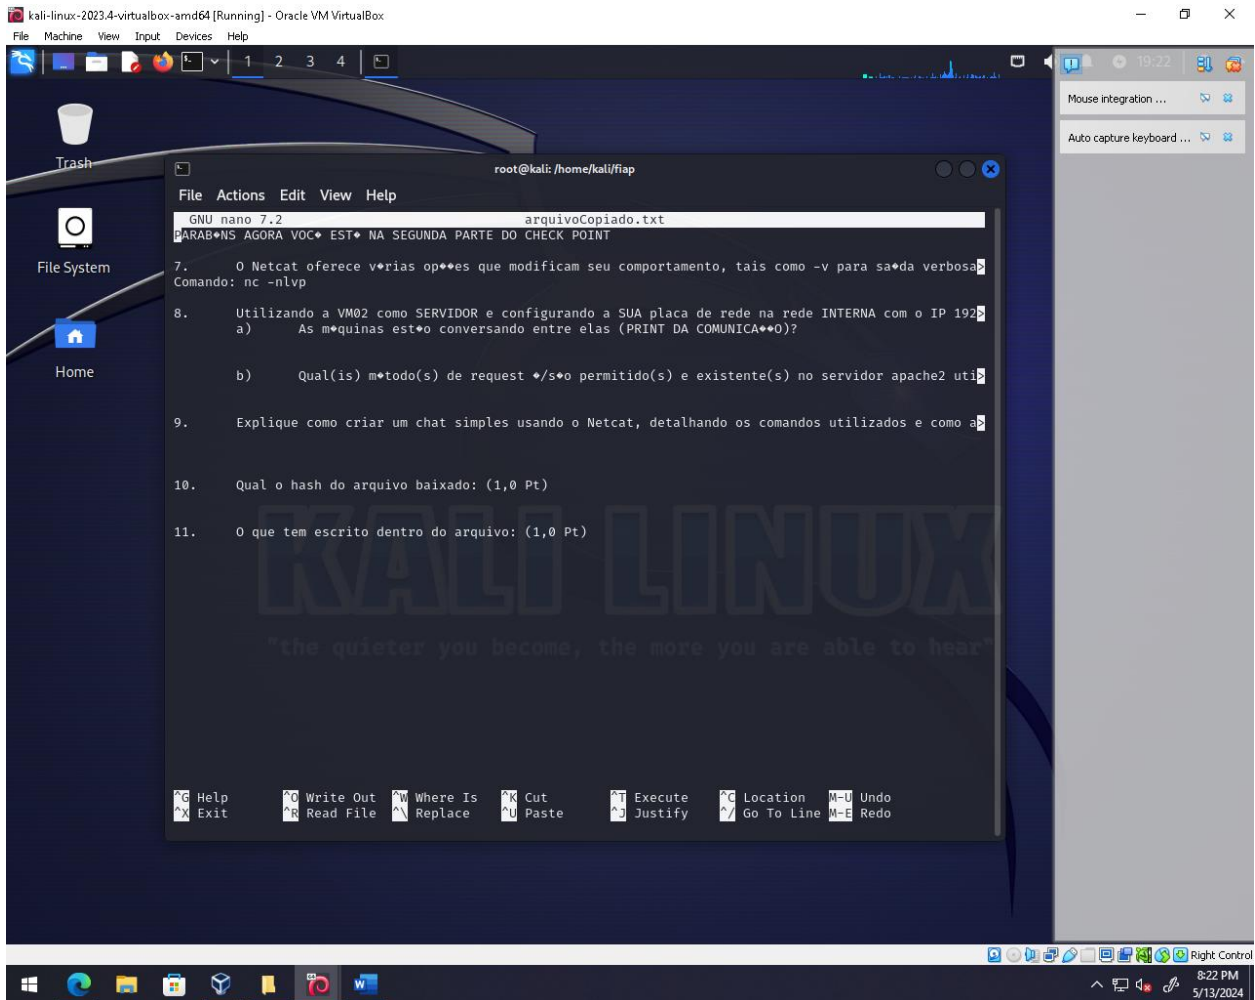 kali-linux-2023.4-virtualbox-amd64 [Running] - Oracle VM VirtualBox
File Machine View Input Devices Help
1 2 3 4
19:22
Mouse integration ...
Auto capture keyboard ...
Trash
File System
Home
root@kali: /home/kali/fiap
File Actions Edit View Help
GNU nano 7.2 arquivoCopiado.txt
PARAB�NS AGORA VOC� EST� NA SEGUNDA PARTE DO CHECK POINT
7. O Netcat oferece v�rias op��es que modificam seu comportamento, tais como -v para sa�da verbosa>
Comando: nc -nlvp
8. Utilizando a VM02 como SERVIDOR e configurando a SUA placa de rede na rede INTERNA com o IP 192>
a) As m�quinas est�o conversando entre elas (PRINT DA COMUNICA��O)?
b) Qual(is) m�todo(s) de request �/s�o permitido(s) e existente(s) no servidor apache2 uti>
9. Explique como criar um chat simples usando o Netcat, detalhando os comandos utilizados e como a>
10. Qual o hash do arquivo baixado: (1,0 Pt)
11. O que tem escrito dentro do arquivo: (1,0 Pt)
KALI LINUX
"the quieter you become, the more you are able to hear"
^G Help ^O Write Out ^W Where Is ^K Cut ^T Execute ^C Location M-U Undo
^X Exit ^R Read File ^\ Replace ^U Paste ^J Justify ^/ Go To Line M-E Redo
Right Control
8:22 PM
5/13/2024